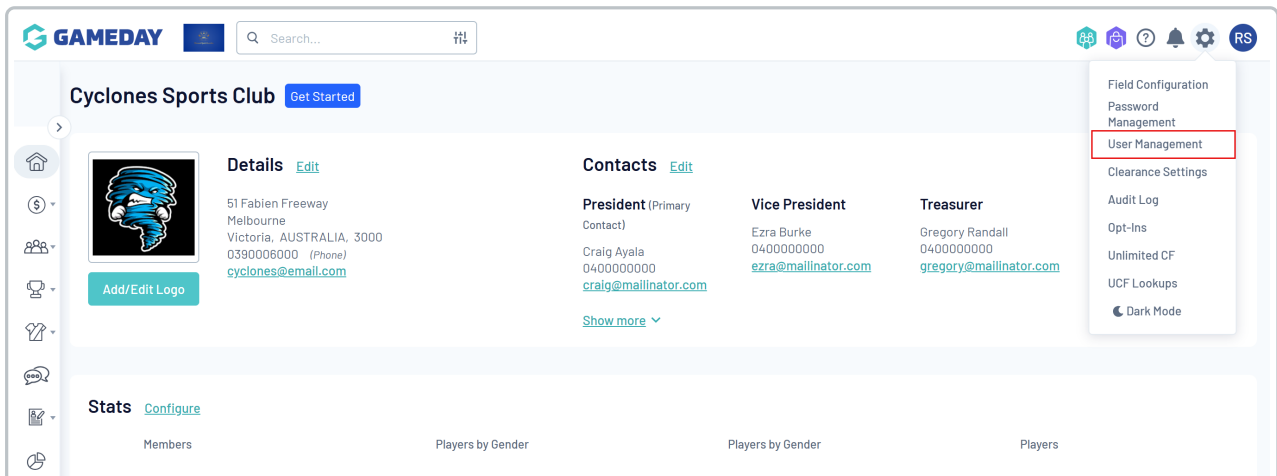 GAMEDAY
Search...
RS
Cyclones Sports Club
Get Started
Field Configuration
Password
Management
User Management
Clearance Settings
Audit Log
Opt-Ins
Unlimited CF
UCF Lookups
Dark Mode
Details Edit
51 Fabien Freeway
Melbourne
Victoria, AUSTRALIA, 3000
0390006000 (Phone)
cyclones@email.com
Add/Edit Logo
Contacts Edit
President (Primary
Contact)
Craig Ayala
0400000000
craig@mailinator.com
Vice President
Ezra Burke
0400000000
ezra@mailinator.com
Treasurer
Gregory Randall
0400000000
gregory@mailinator.com
Show more
Stats Configure
Members
Players by Gender
Players by Gender
Players